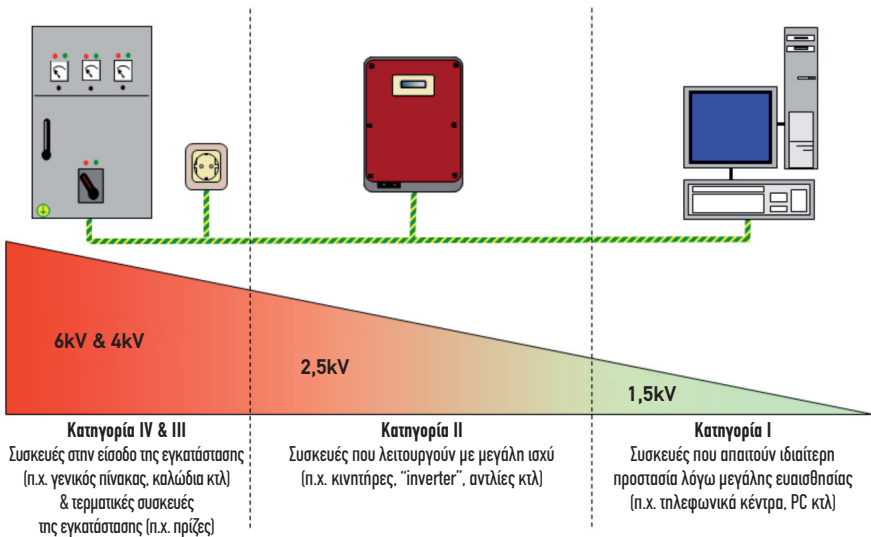 6kV & 4kV
2,5kV
1,5kV
Κατηγορία IV & III
Συσκευές στην είσοδο της εγκατάστασης
(π.χ. γενικός πίνακας, καλώδια κτλ)
& τερματικές συσκευές
της εγκατάστασης (π.χ. πρίζες)
Κατηγορία II
Συσκευές που λειτουργούν με μεγάλη ισχύ
(π.χ. κινητήρες, “inverter”, αντλίες κτλ)
Κατηγορία I
Συσκευές που απαιτούν ιδιαίτερη
προστασία λόγω μεγάλης ευαισθησίας
(π.χ. τηλεφωνικά κέντρα, PC κτλ)